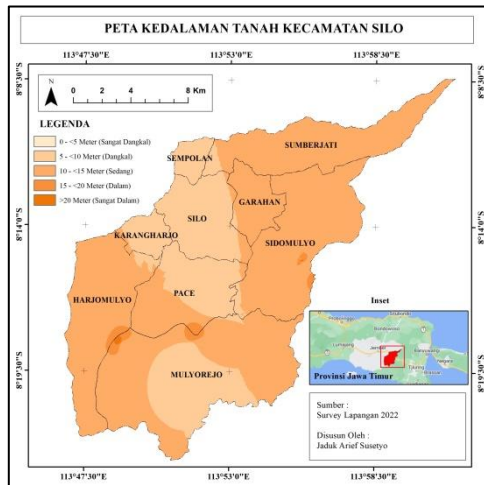 PETA KEDALAMAN TANAH KECAMATAN SILO
113°47'30"E 113°53'0"E 113°58'30"E
8°8'30"S 8°8'30"S
N
0 2 4 8 Km
LEGENDA
0 - <5 Meter (Sangat Dangkal)
5 - <10 Meter (Dangkal)
10 - <15 Meter (Sedang)
15 - <20 Meter (Dalam)
>20 Meter (Sangat Dalam)
SUMBERJATI
SEMPOLAN
GARAHAN
SILO
8°14'0"S 8°14'0"S
KARANGHARJO
SIDOMULYO
HARJOMULYO
PACE
MULYOREJO
Inset
Provinsi Jawa Timur
8°19'30"S 8°19'30"S
Sumber :
Survey Lapangan 2022
Disusun Oleh :
Jaduk Arief Susetyo
113°47'30"E 113°53'0"E 113°58'30"E